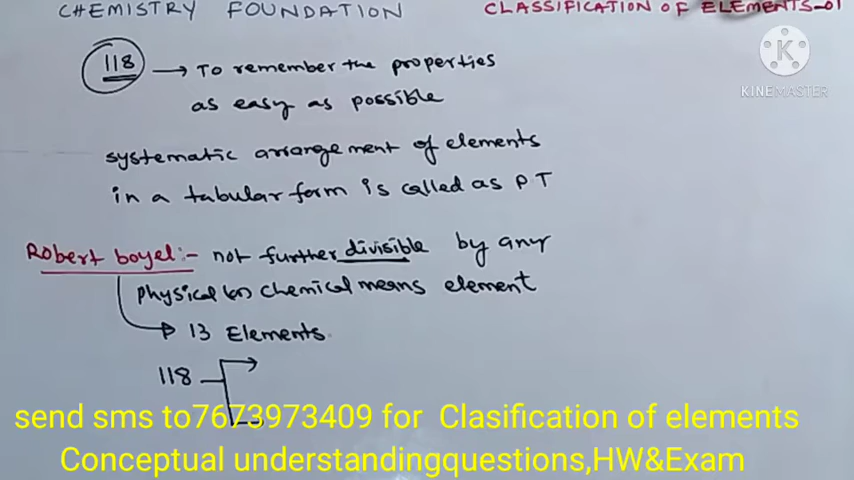 CHEMISTRY FOUNDATION
CLASSIFICATION OF ELEMENTS-01
KINEMASTER
118 → To remember the properties
as easy as possible
systematic arrangement of elements
in a tabular form is called as PT
Robert boyel:- not further divisible by any
physical (or) chemical means element
13 Elements
118
send sms to7673973409 for Clasification of elements
Conceptual understandingquestions,HW&Exam